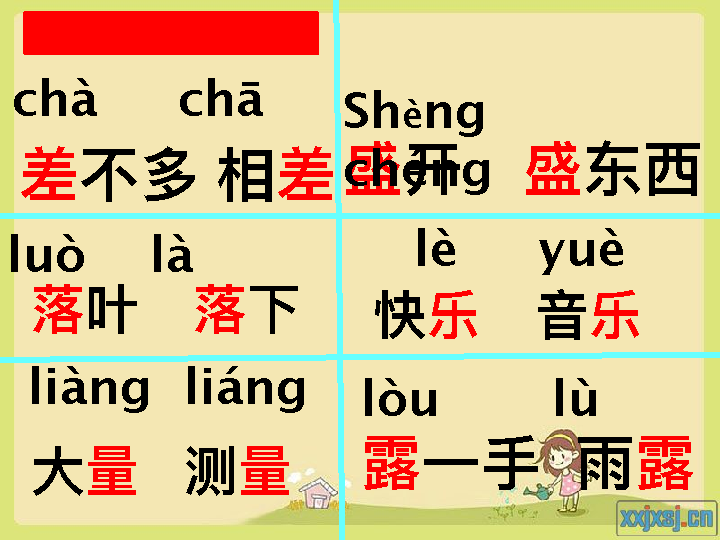 chà chā
差不多 相差
Shèng
chéng
盛开 盛东西
luò là
落叶 落下
lè yuè
快乐 音乐
liàng liáng
大量 测量
lòu lù
露一手 雨露
xxjxsj.cn